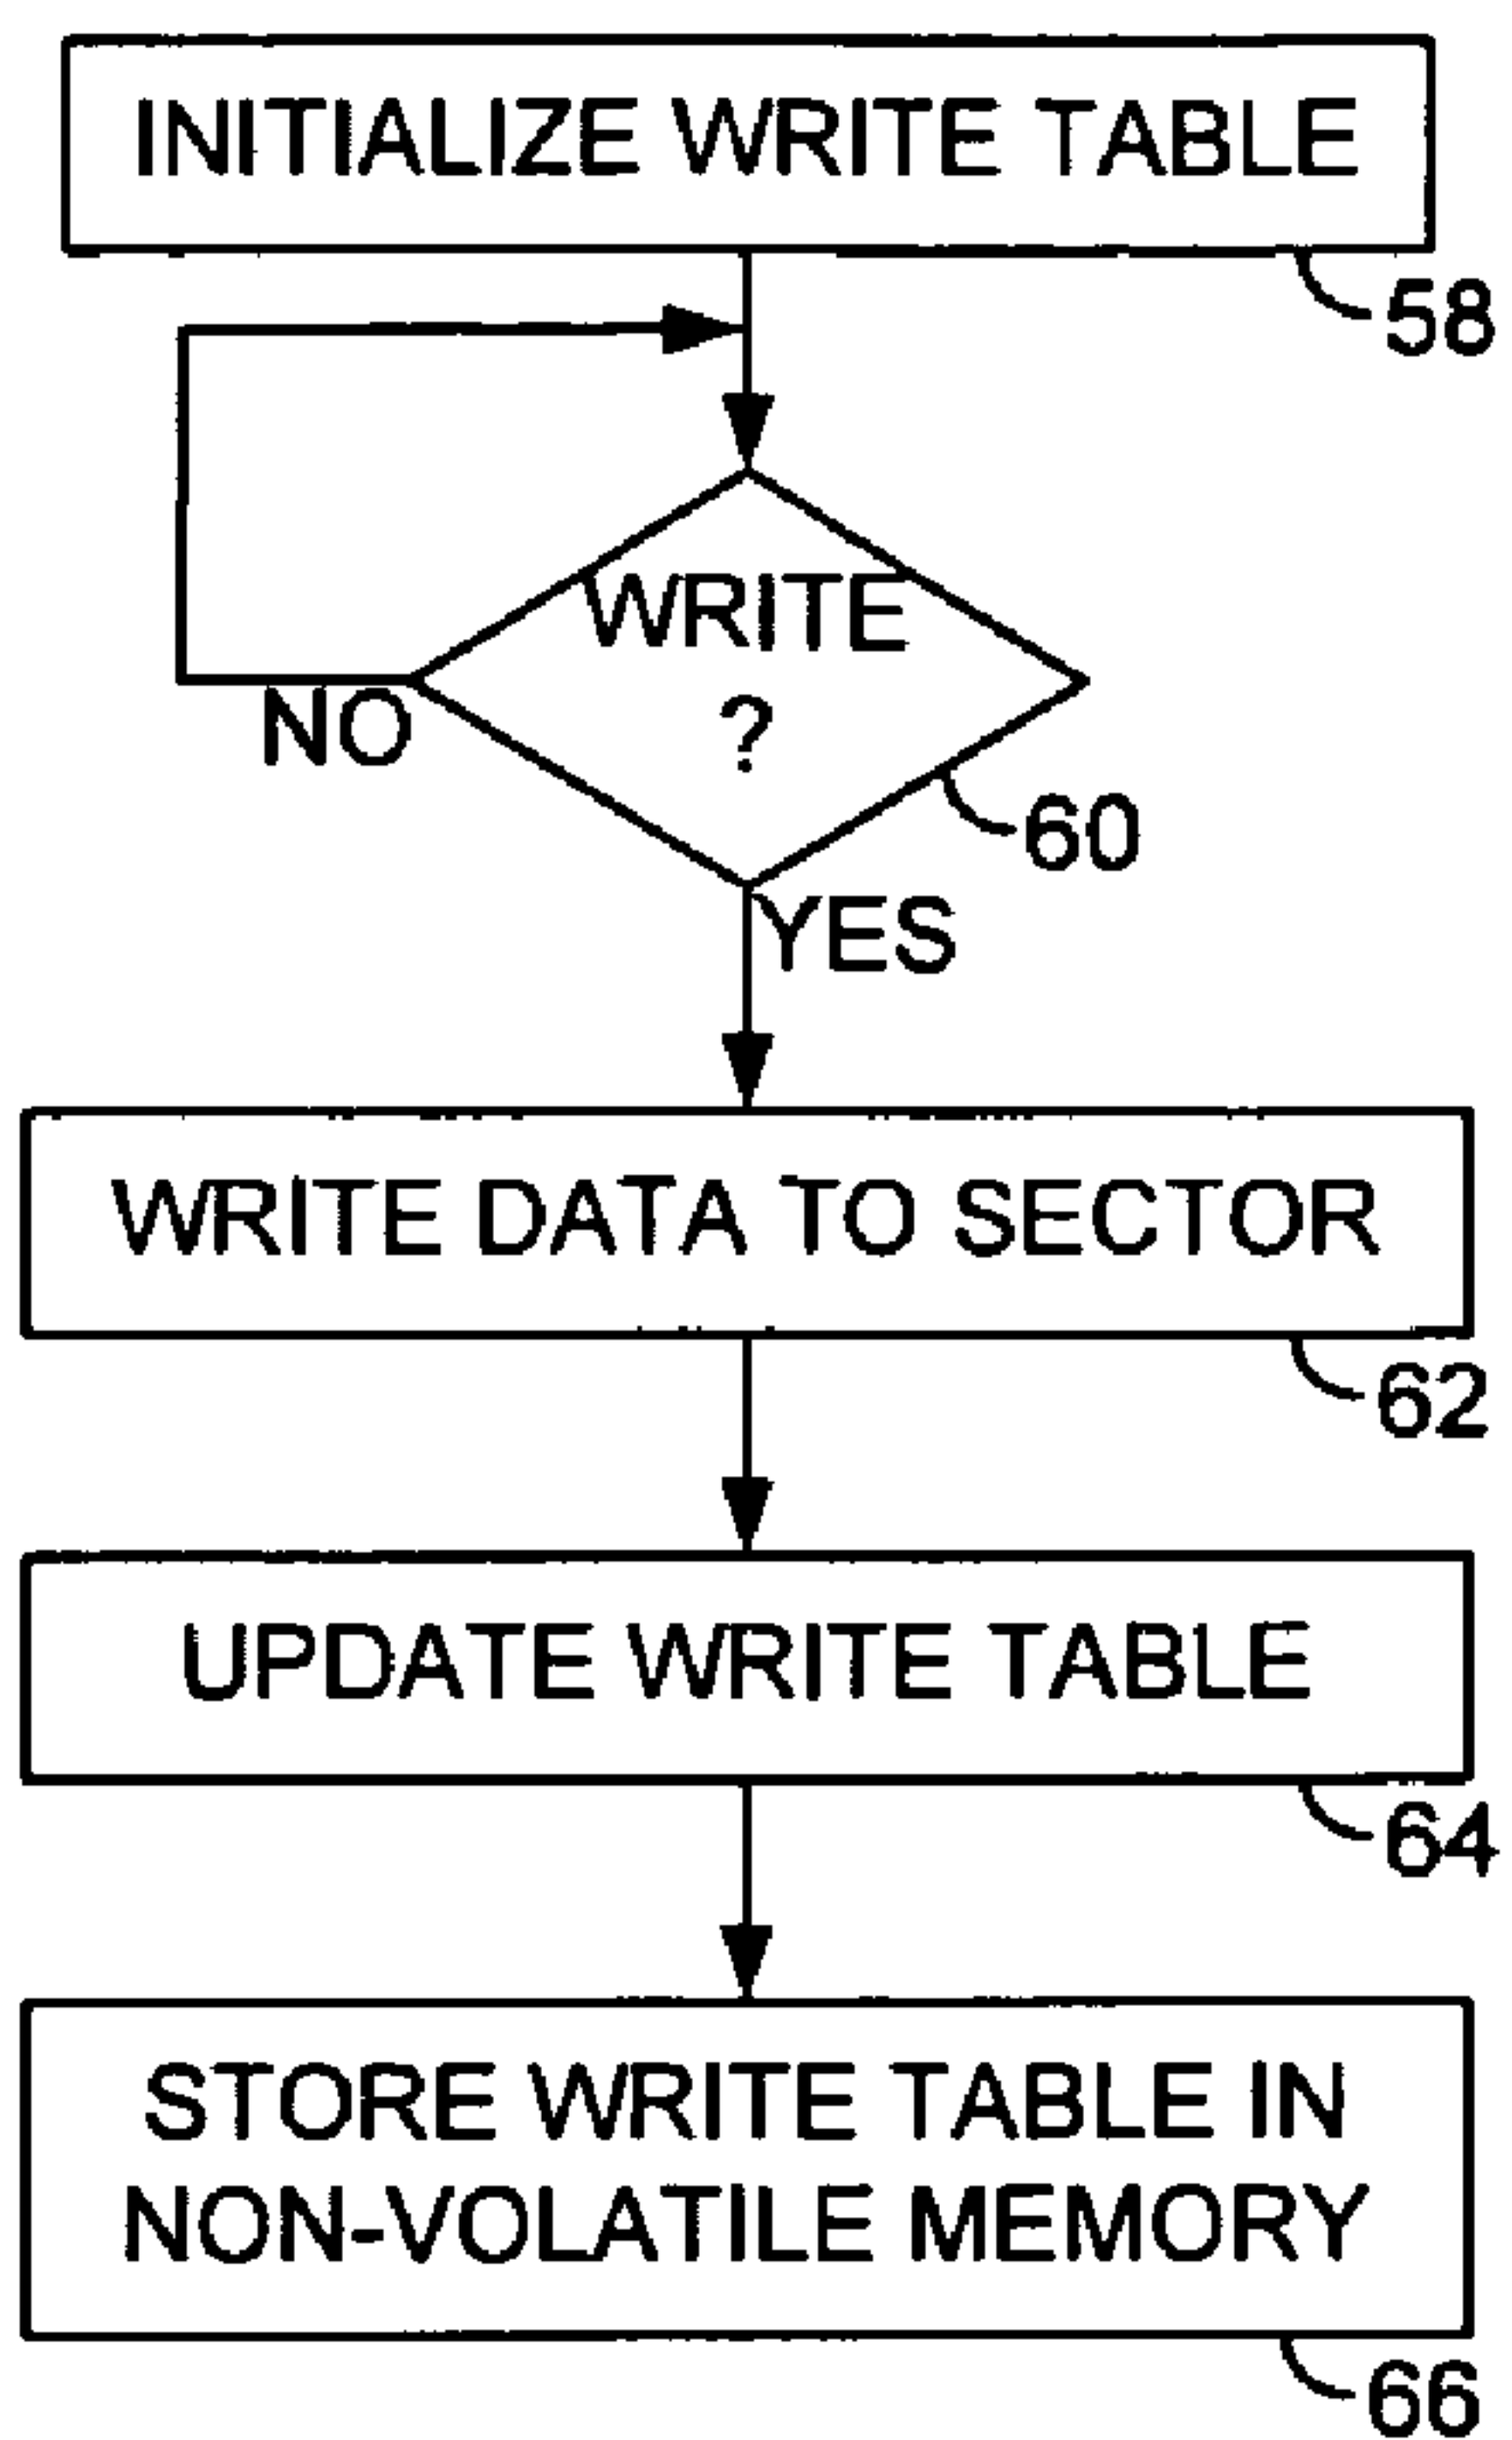 INITIALIZE WRITE TABLE
58
WRITE
?
NO
60
YES
WRITE DATA TO SECTOR
62
UPDATE WRITE TABLE
64
STORE WRITE TABLE IN
NON-VOLATILE MEMORY
66